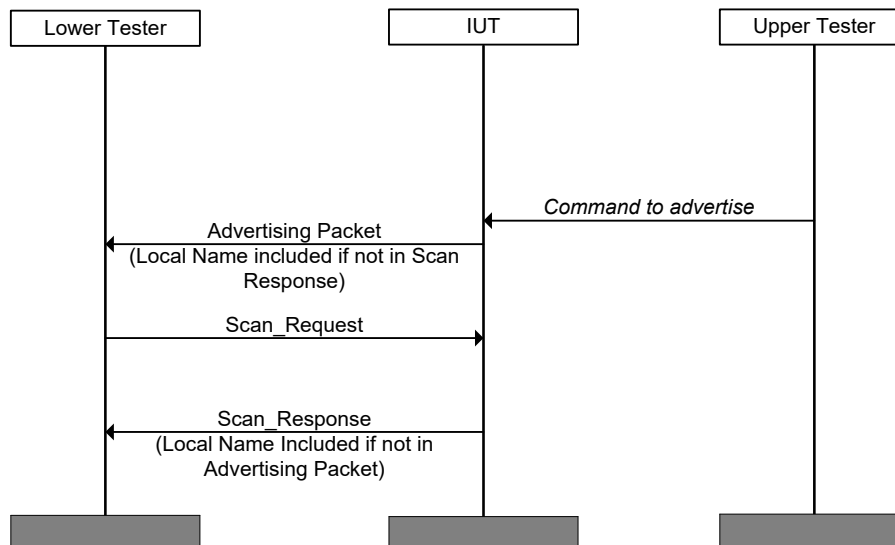 Lower Tester
IUT
Upper Tester
Command to advertise
Advertising Packet
(Local Name included if not in Scan
Response)
Scan_Request
Scan_Response
(Local Name Included if not in
Advertising Packet)